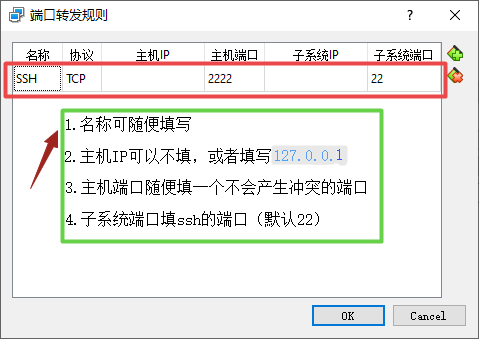 端口转发规则
名称 协议 主机IP 主机端口 子系统IP 子系统端口
SSH TCP 2222 22
1.名称可随便填写
2.主机IP可以不填，或者填写127.0.0.1
3.主机端口随便填一个不会产生冲突的端口
4.子系统端口填ssh的端口（默认22）
OK Cancel